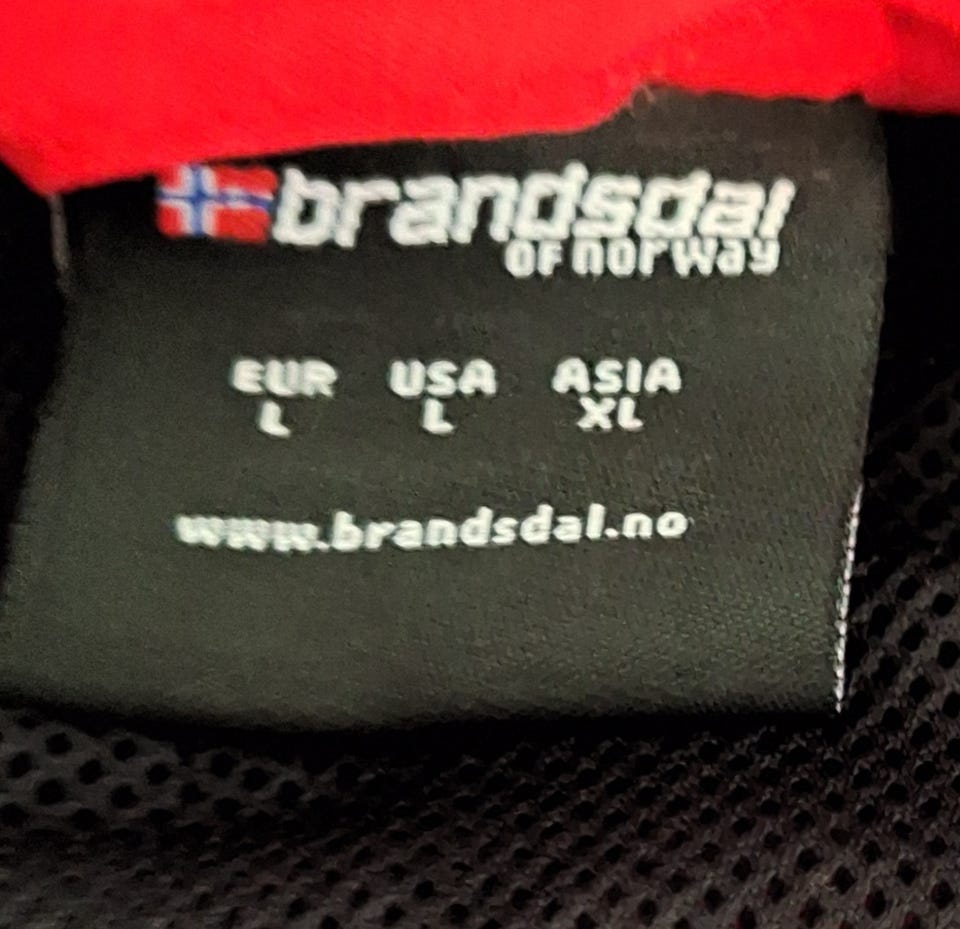 brandsdal
OF norway
EUR USA ASIA
L L XL
www.brandsdal.no